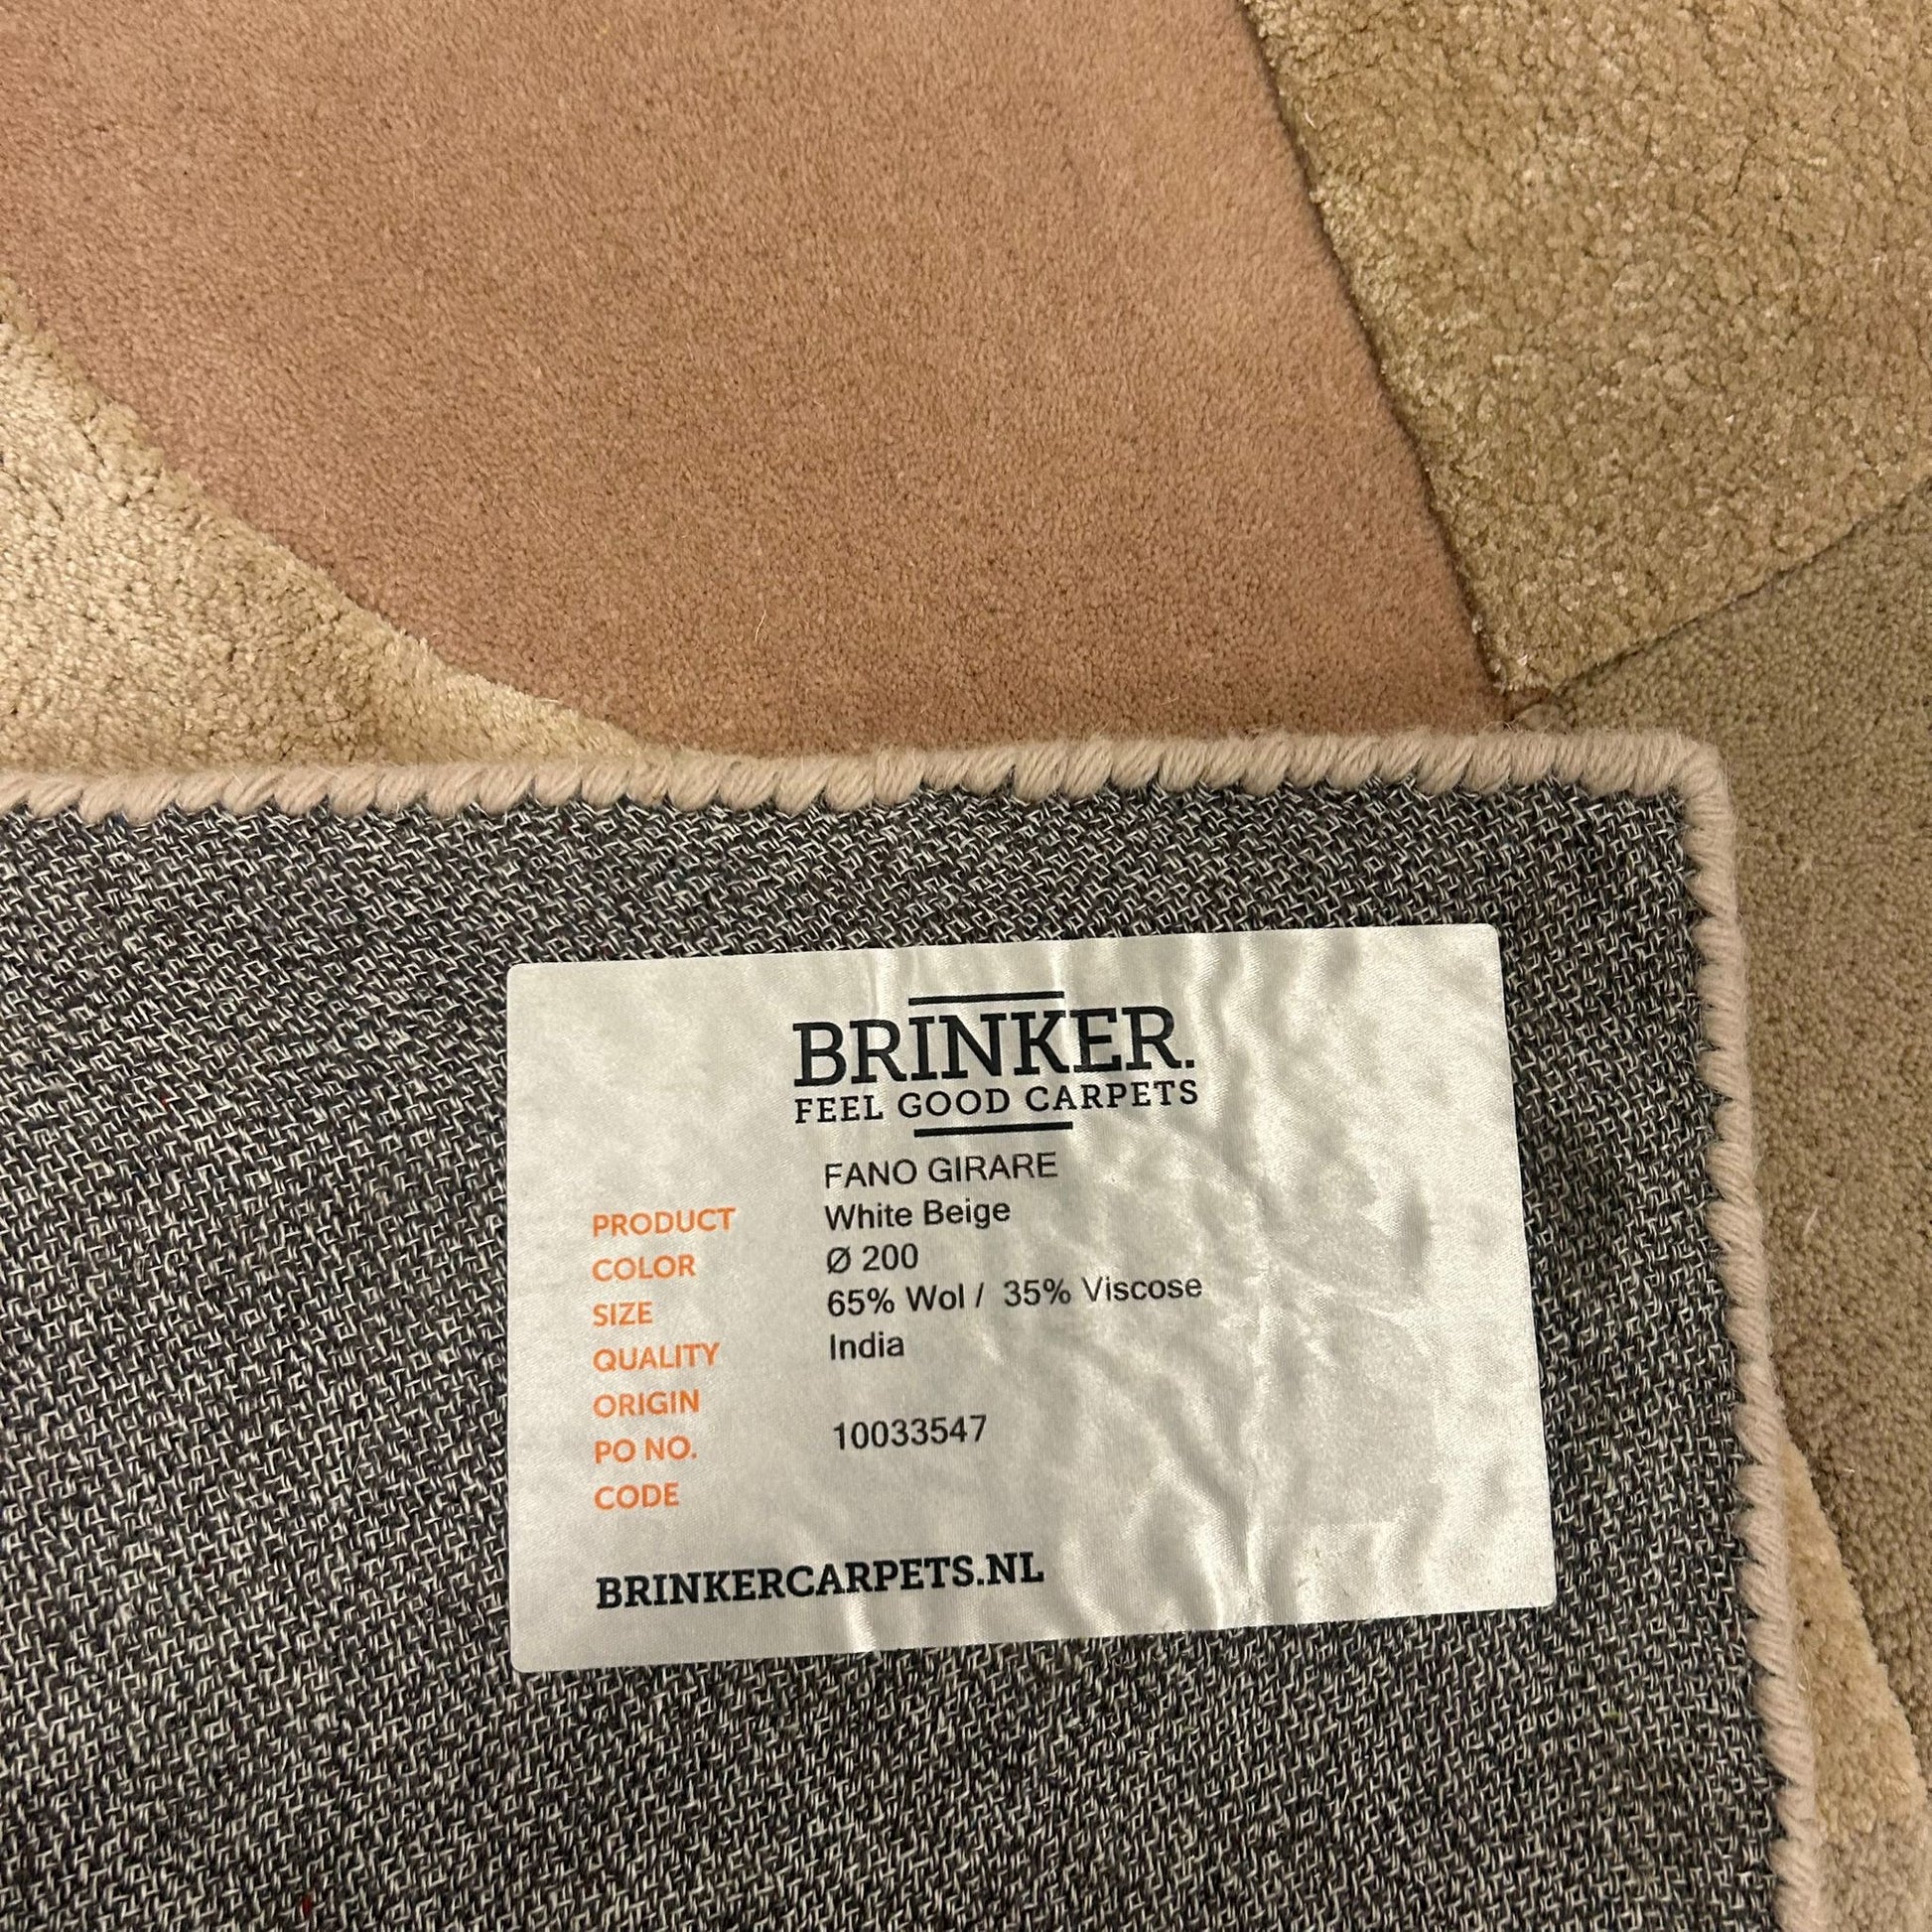 BRINKER.
FEEL GOOD CARPETS
FANO GIRARE
PRODUCT White Beige
COLOR Ø 200
SIZE 65% Wol / 35% Viscose
QUALITY India
ORIGIN
PO NO. 10033547
CODE
BRINKERCARPETS.NL